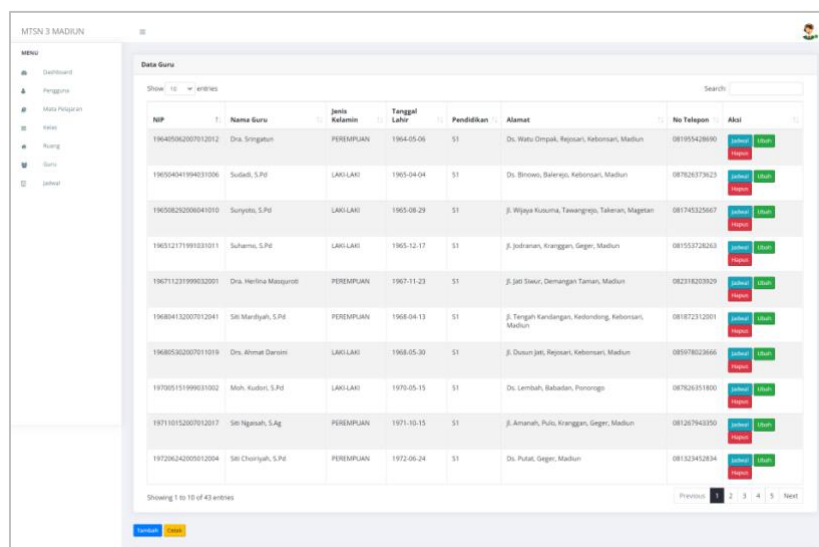 MTSN 3 MADIUN
MENU
Dashboard
Pengguna
Mata Pelajaran
Kelas
Ruang
Guru
Jadwal
Data Guru
Show 10 entries Search:
NIP Nama Guru Jenis Kelamin Tanggal Lahir Pendidikan Alamat No Telepon Aksi
196405062007012012 Dra. Sringatun PEREMPUAN 1964-05-06 S1 Ds. Watu Ompak, Rejosari, Kebonsari, Madiun 081955428690 Jadwal Ubah
Hapus
196504041994031006 Sudadi, S.Pd LAKI-LAKI 1965-04-04 S1 Ds. Binowo, Balerejo, Kebonsari, Madiun 087826373623 Jadwal Ubah
Hapus
196508292006041010 Sunyoto, S.Pd LAKI-LAKI 1965-08-29 S1 Jl. Wijaya Kusuma, Tawangrejo, Takeran, Magetan 081745325667 Jadwal Ubah
Hapus
196512171991031011 Suharno, S.Pd LAKI-LAKI 1965-12-17 S1 Jl. Jodranan, Kranggan, Geger, Madiun 081553728263 Jadwal Ubah
Hapus
196711231999032001 Dra. Herlina Massjuroti PEREMPUAN 1967-11-23 S1 Jl. Jati Siwur, Demangan Taman, Madiun 082318203929 Jadwal Ubah
Hapus
196804132007012041 Siti Mardiyah, S.Pd PEREMPUAN 1968-04-13 S1 Jl. Tengah Kandangan, Kedondong, Kebonsari, Madiun 081872312001 Jadwal Ubah
Hapus
196805302007011019 Drs. Ahmat Daroini LAKI-LAKI 1968-05-30 S1 Jl. Dusun Jati, Rejosari, Kebonsari, Madiun 085978023666 Jadwal Ubah
Hapus
197005151999031002 Moh. Kudori, S.Pd LAKI-LAKI 1970-05-15 S1 Ds. Lembah, Babadan, Ponorogo 087826351800 Jadwal Ubah
Hapus
197110152007012017 Siti Ngaisah, S.Ag PEREMPUAN 1971-10-15 S1 Jl. Amanah, Pulo, Kranggan, Geger, Madiun 081267943350 Jadwal Ubah
Hapus
197206242005012004 Siti Choiriyah, S.Pd PEREMPUAN 1972-06-24 S1 Ds. Putat, Geger, Madiun 081323452834 Jadwal Ubah
Hapus
Showing 1 to 10 of 43 entries Previous 1 2 3 4 5 Next
Tambah Cetak